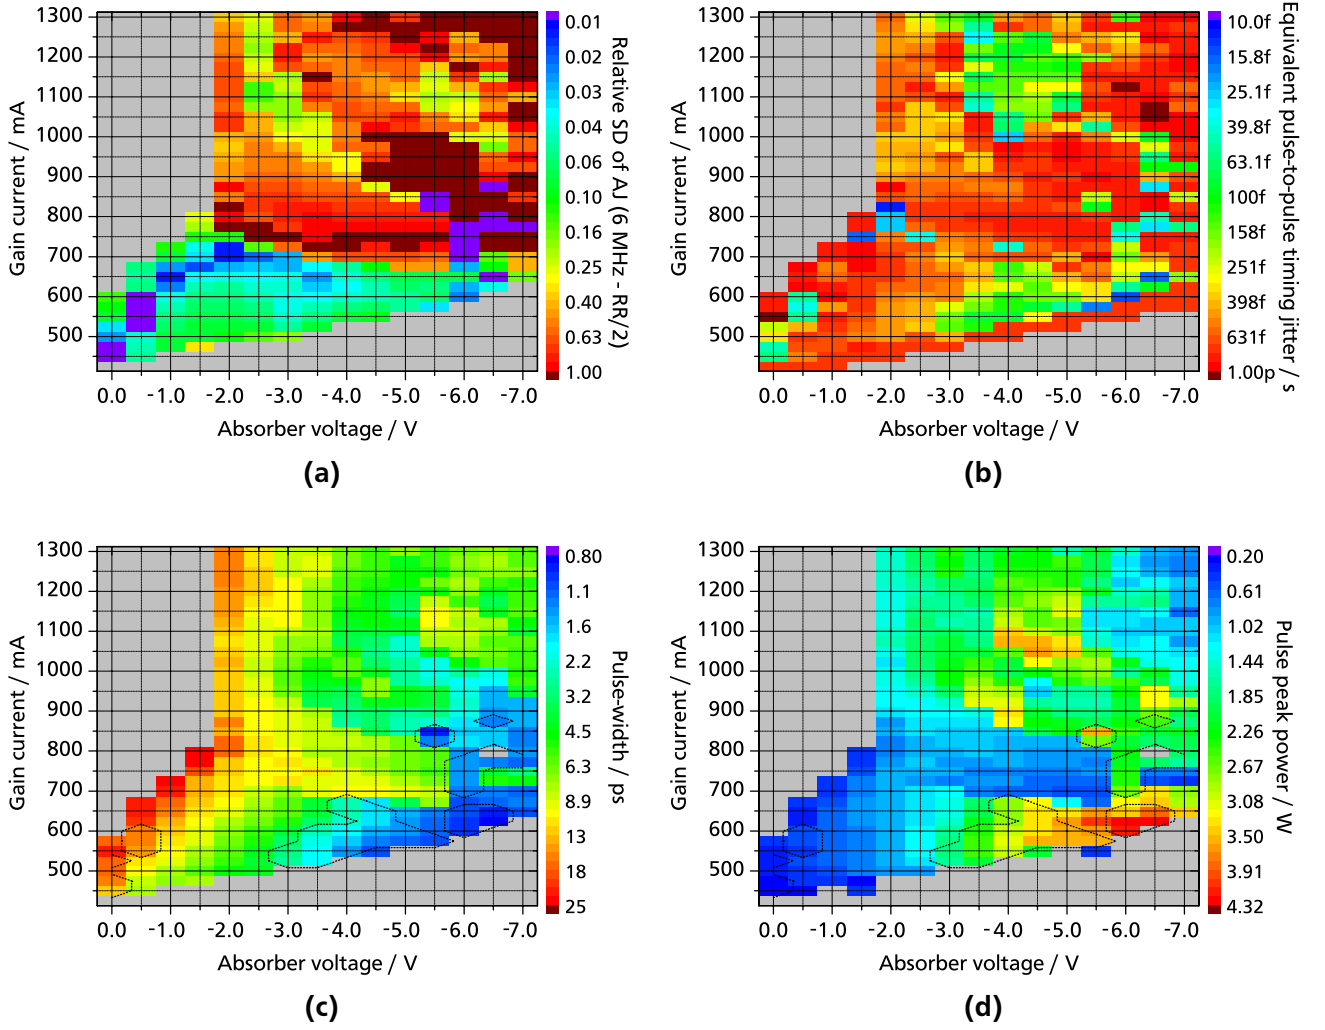 1300
1200
1100
1000
900
800
700
600
500
Gain current / mA
0.0 -1.0 -2.0 -3.0 -4.0 -5.0 -6.0 -7.0
Absorber voltage / V
0.01
0.02
0.03
0.04
0.06
0.10
0.16
0.25
0.40
0.63
1.00
Relative SD of AJ (6 MHz - RR/2)
(a)
1300
1200
1100
1000
900
800
700
600
500
Gain current / mA
0.0 -1.0 -2.0 -3.0 -4.0 -5.0 -6.0 -7.0
Absorber voltage / V
10.0f
15.8f
25.1f
39.8f
63.1f
100f
158f
251f
398f
631f
1.00p
Equivalent pulse-to-pulse timing jitter / s
(b)
1300
1200
1100
1000
900
800
700
600
500
Gain current / mA
0.0 -1.0 -2.0 -3.0 -4.0 -5.0 -6.0 -7.0
Absorber voltage / V
0.80
1.1
1.6
2.2
3.2
4.5
6.3
8.9
13
18
25
Pulse-width / ps
(c)
1300
1200
1100
1000
900
800
700
600
500
Gain current / mA
0.0 -1.0 -2.0 -3.0 -4.0 -5.0 -6.0 -7.0
Absorber voltage / V
0.20
0.61
1.02
1.44
1.85
2.26
2.67
3.08
3.50
3.91
4.32
Pulse peak power / W
(d)